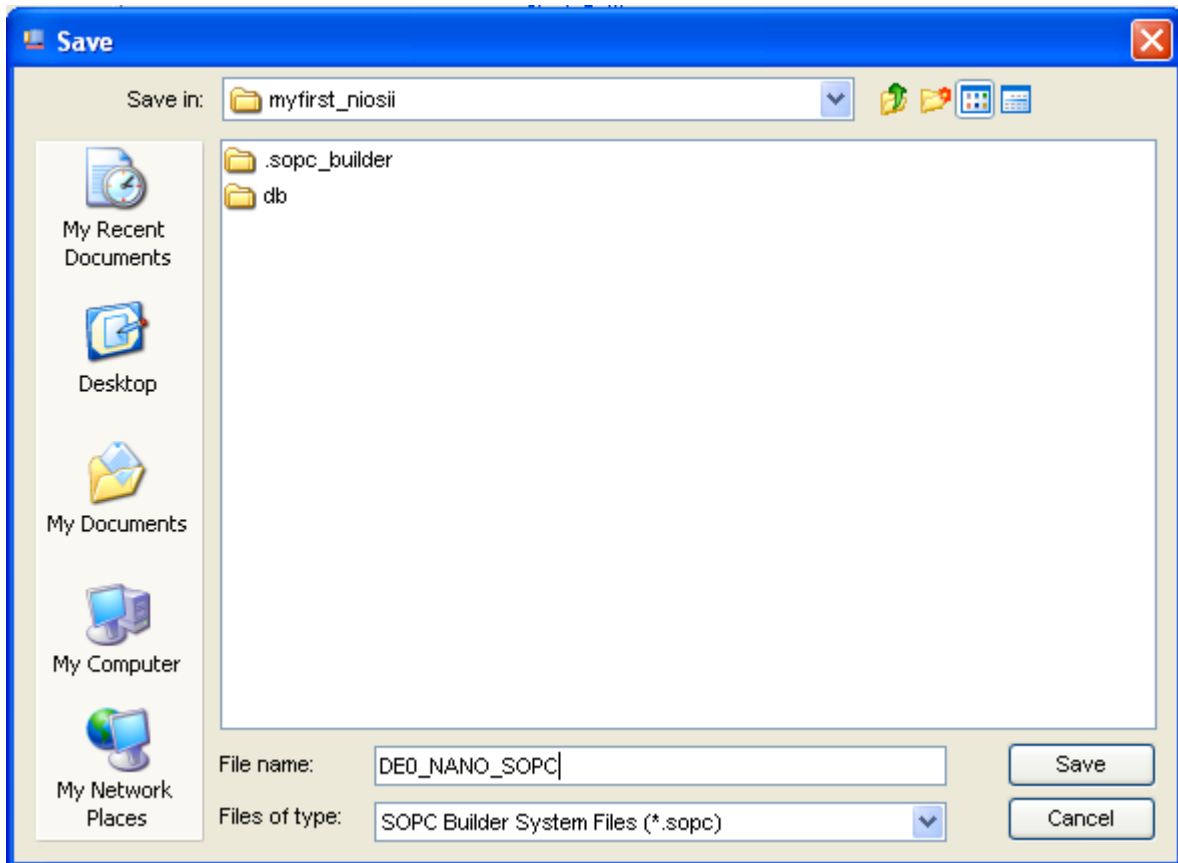 Save
Save in:
myfirst_niosii
.sopc_builder
db
My Recent
Documents
Desktop
My Documents
My Computer
My Network
Places
File name:
DE0_NANO_SOPC
Save
Files of type:
SOPC Builder System Files (*.sopc)
Cancel